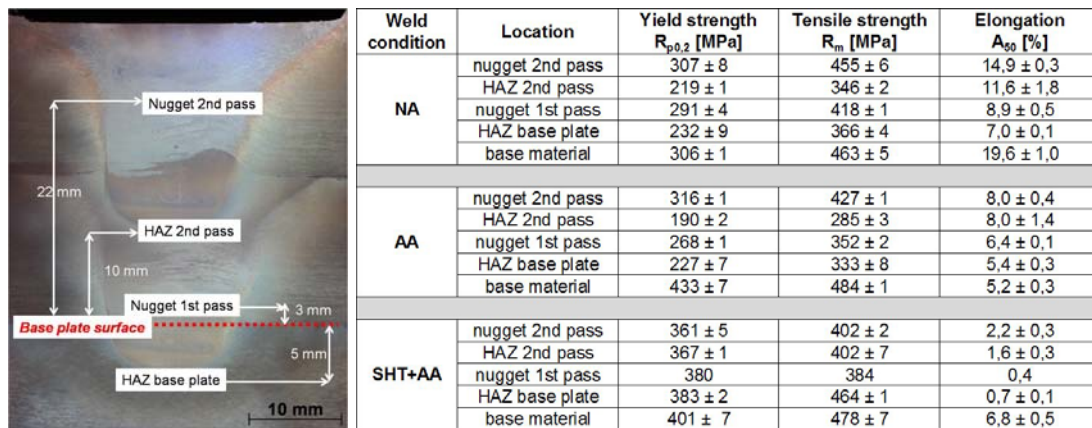 Nugget 2nd pass
22 mm
HAZ 2nd pass
10 mm
Nugget 1st pass
3 mm
Base plate surface
5 mm
HAZ base plate
10 mm
Weld condition Location Yield strength Rp0,2 [MPa] Tensile strength Rm [MPa] Elongation A50 [%]
NA
nugget 2nd pass 307 ± 8 455 ± 6 14,9 ± 0,3
HAZ 2nd pass 219 ± 1 346 ± 2 11,6 ± 1,8
nugget 1st pass 291 ± 4 418 ± 1 8,9 ± 0,5
HAZ base plate 232 ± 9 366 ± 4 7,0 ± 0,1
base material 306 ± 1 463 ± 5 19,6 ± 1,0
AA
nugget 2nd pass 316 ± 1 427 ± 1 8,0 ± 0,4
HAZ 2nd pass 190 ± 2 285 ± 3 8,0 ± 1,4
nugget 1st pass 268 ± 1 352 ± 2 6,4 ± 0,1
HAZ base plate 227 ± 7 333 ± 8 5,4 ± 0,3
base material 433 ± 7 484 ± 1 5,2 ± 0,3
SHT+AA
nugget 2nd pass 361 ± 5 402 ± 2 2,2 ± 0,3
HAZ 2nd pass 367 ± 1 402 ± 7 1,6 ± 0,3
nugget 1st pass 380 384 0,4
HAZ base plate 383 ± 2 464 ± 1 0,7 ± 0,1
base material 401 ± 7 478 ± 7 6,8 ± 0,5